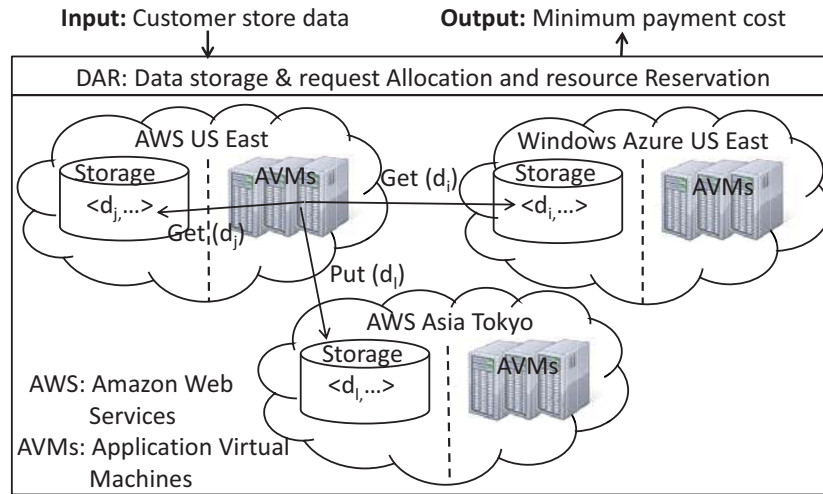 Input: Customer store data
Output: Minimum payment cost
DAR: Data storage & request Allocation and resource Reservation
AWS US East
Windows Azure US East
Storage
AVMs
Get (di)
Storage
AVMs
<dj,...>
<di,...>
Get (dj)
Put (dl)
AWS Asia Tokyo
Storage
AVMs
<dl,...>
AWS: Amazon Web
Services
AVMs: Application Virtual
Machines